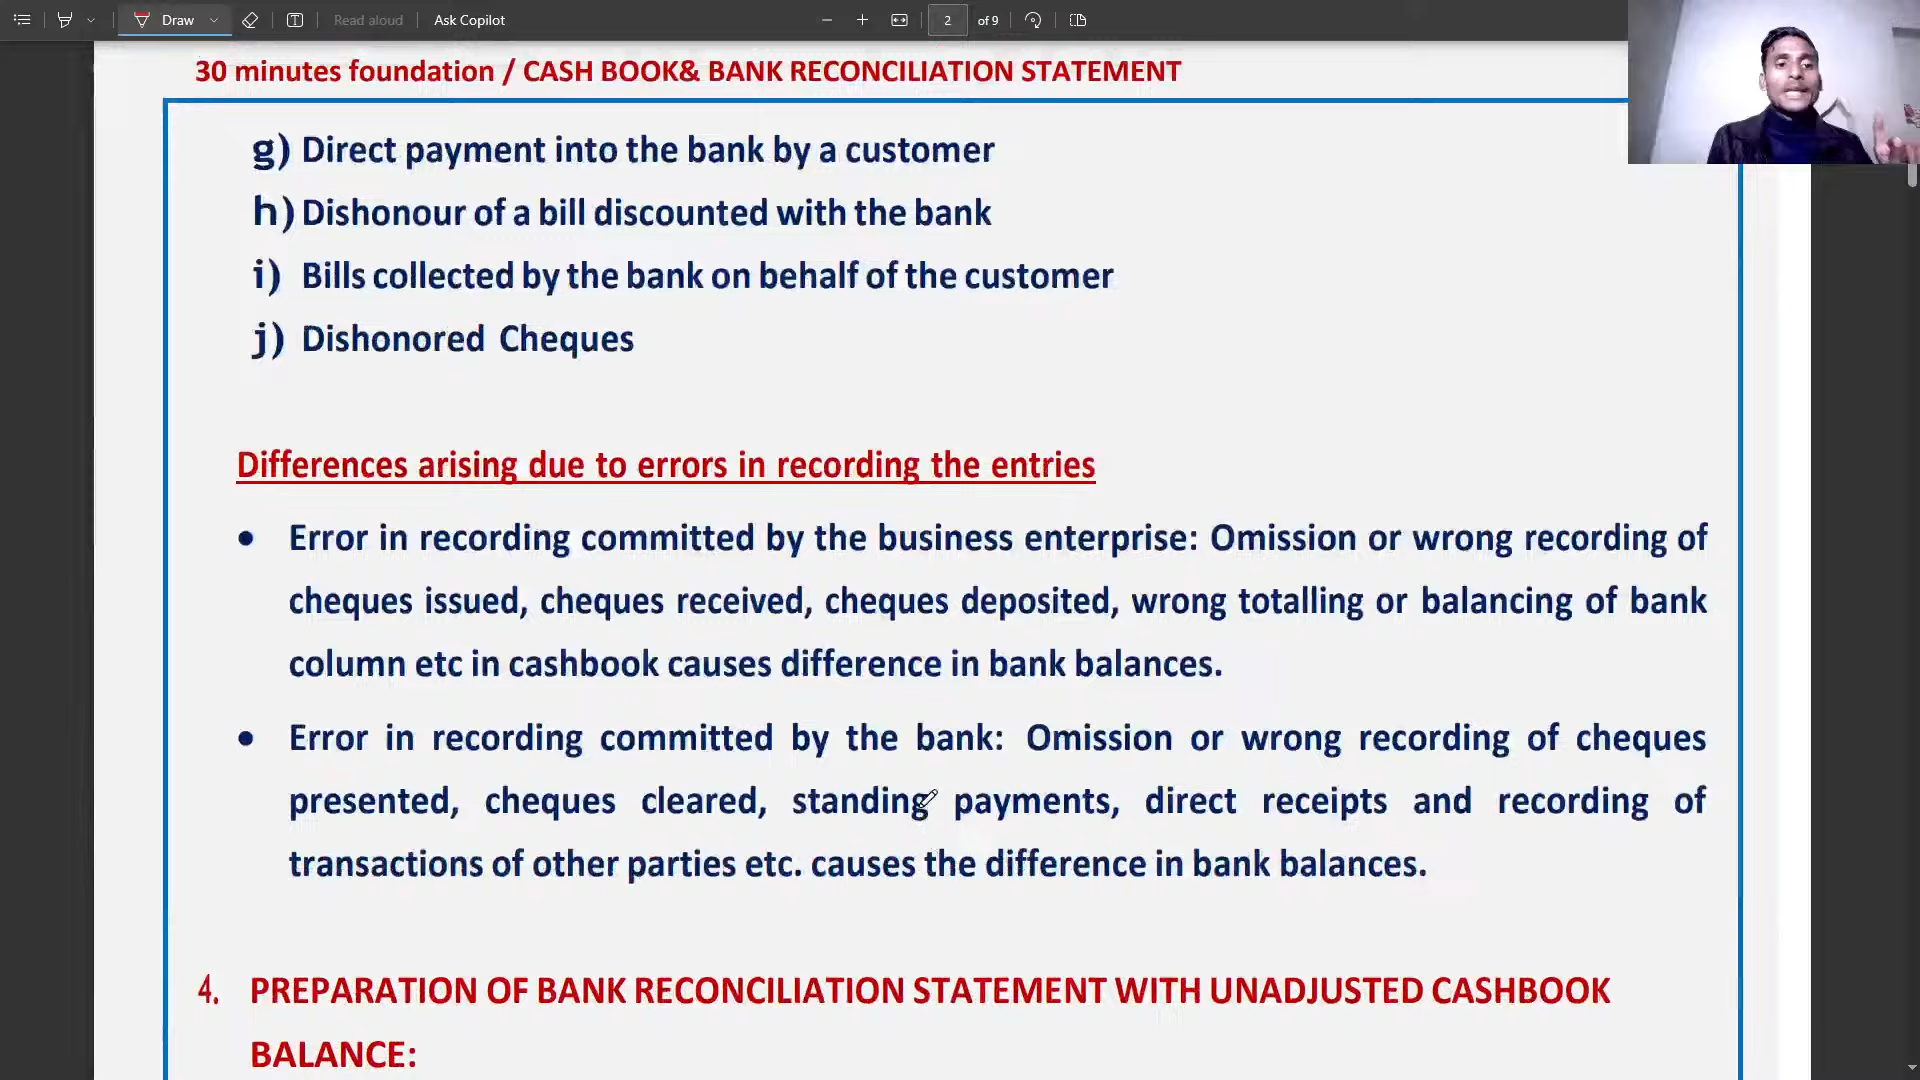 Draw
Read aloud
Ask Copilot
2
of 9
30 minutes foundation / CASH BOOK& BANK RECONCILIATION STATEMENT
g) Direct payment into the bank by a customer
h) Dishonour of a bill discounted with the bank
i) Bills collected by the bank on behalf of the customer
j) Dishonored Cheques
Differences arising due to errors in recording the entries
• Error in recording committed by the business enterprise: Omission or wrong recording of
cheques issued, cheques received, cheques deposited, wrong totalling or balancing of bank
column etc in cashbook causes difference in bank balances.
• Error in recording committed by the bank: Omission or wrong recording of cheques
presented, cheques cleared, standing payments, direct receipts and recording of
transactions of other parties etc. causes the difference in bank balances.
4. PREPARATION OF BANK RECONCILIATION STATEMENT WITH UNADJUSTED CASHBOOK
BALANCE: